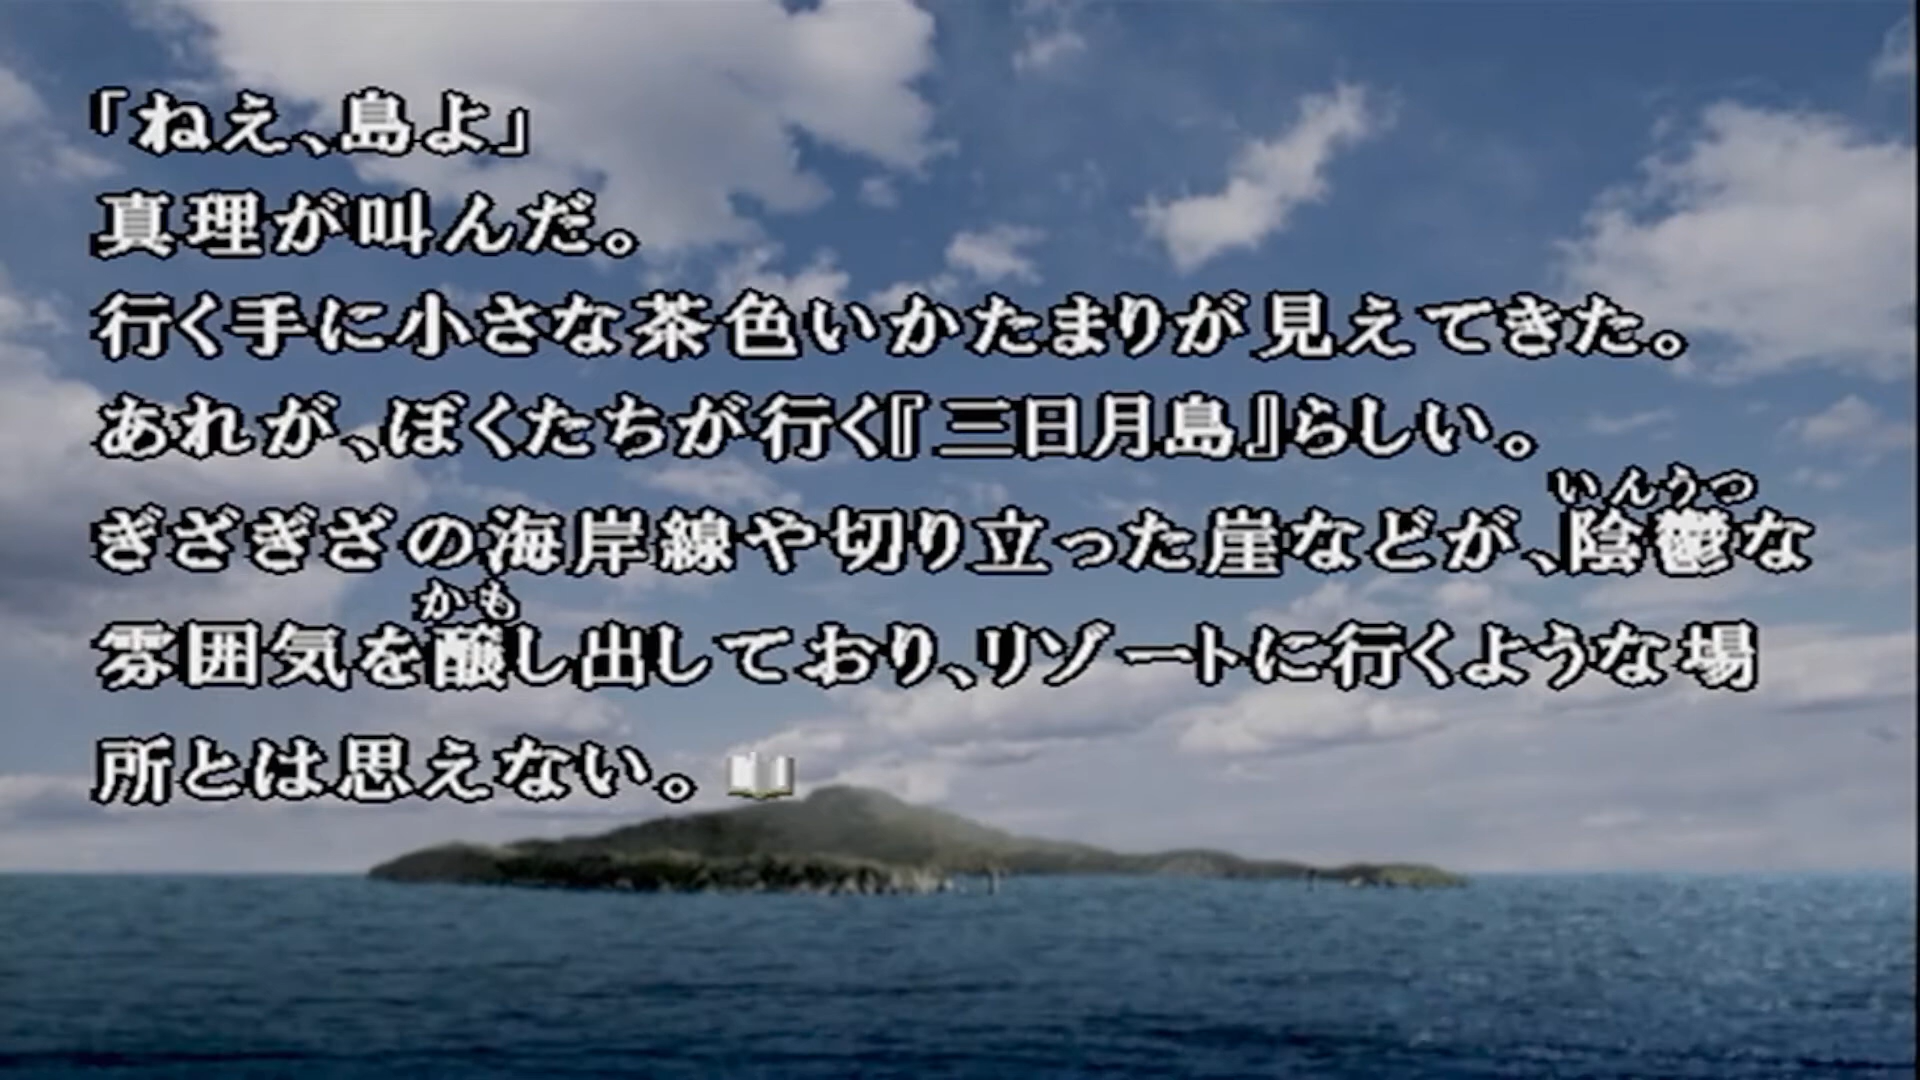 「ねえ、島よ」
真理が叫んだ。
行く手に小さな茶色いかたまりが見えてきた。
あれが、ぼくたちが行く『三日月島』らしい。
いんうつ
ぎざぎざの海岸線や切り立った崖などが、陰鬱な
かも
雰囲気を醸し出しており、リゾートに行くような場
所とは思えない。